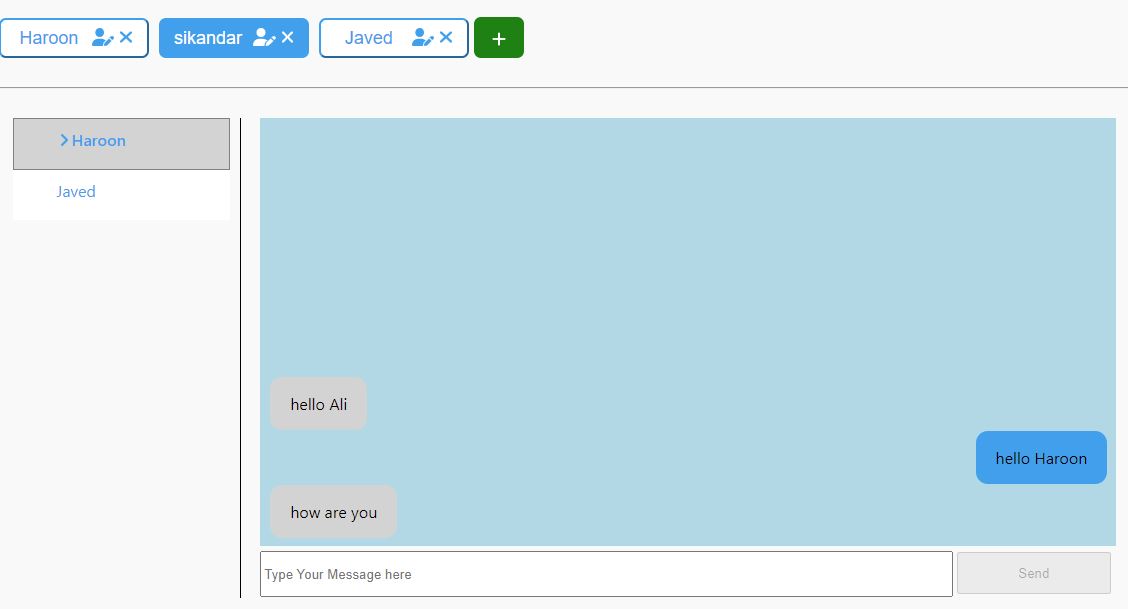 Haroon
sikandar
Javed
+
Haroon
Javed
hello Ali
hello Haroon
how are you
Type Your Message here
Send